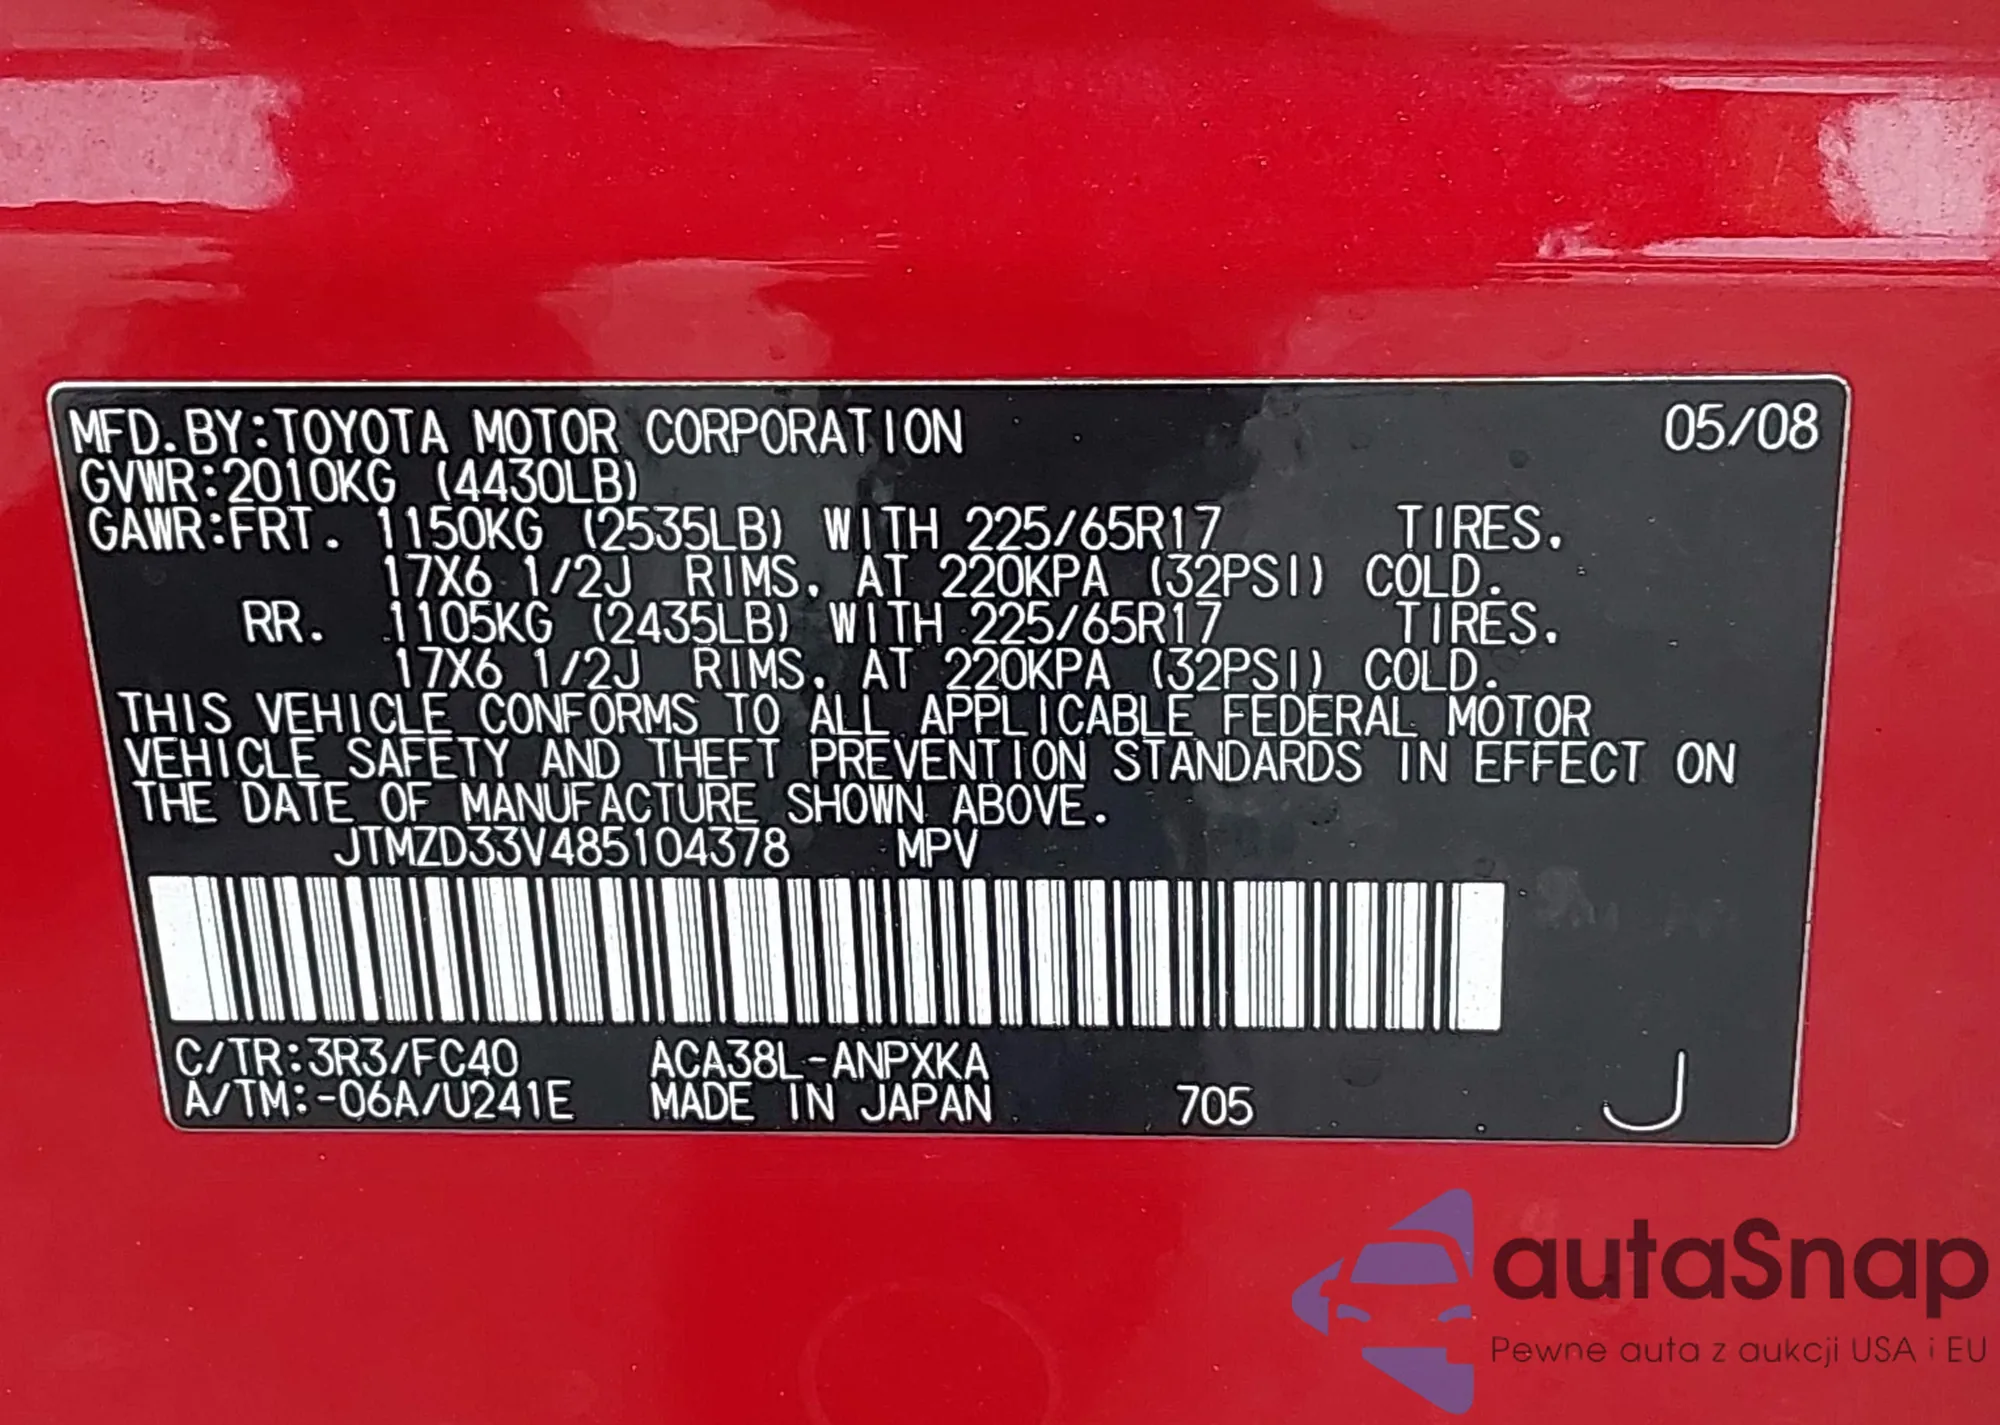 MFD.BY:TOYOTA MOTOR CORPORATION 05/08
GVWR:2010KG (4430LB)
GAWR:FRT. 1150KG (2535LB) WITH 225/65R17 TIRES.
17X6 1/2J RIMS. AT 220KPA (32PSI) COLD.
RR. 1105KG (2435LB) WITH 225/65R17 TIRES.
17X6 1/2J RIMS. AT 220KPA (32PSI) COLD.
THIS VEHICLE CONFORMS TO ALL APPLICABLE FEDERAL MOTOR
VEHICLE SAFETY AND THEFT PREVENTION STANDARDS IN EFFECT ON
THE DATE OF MANUFACTURE SHOWN ABOVE.
JTMZD33V485104378 MPV
C/TR:3R3/FC40 ACA38L-ANPXKA
A/TM:-06A/U241E MADE IN JAPAN 705 J
autaSnap
Pewne auta z aukcji USA i EU